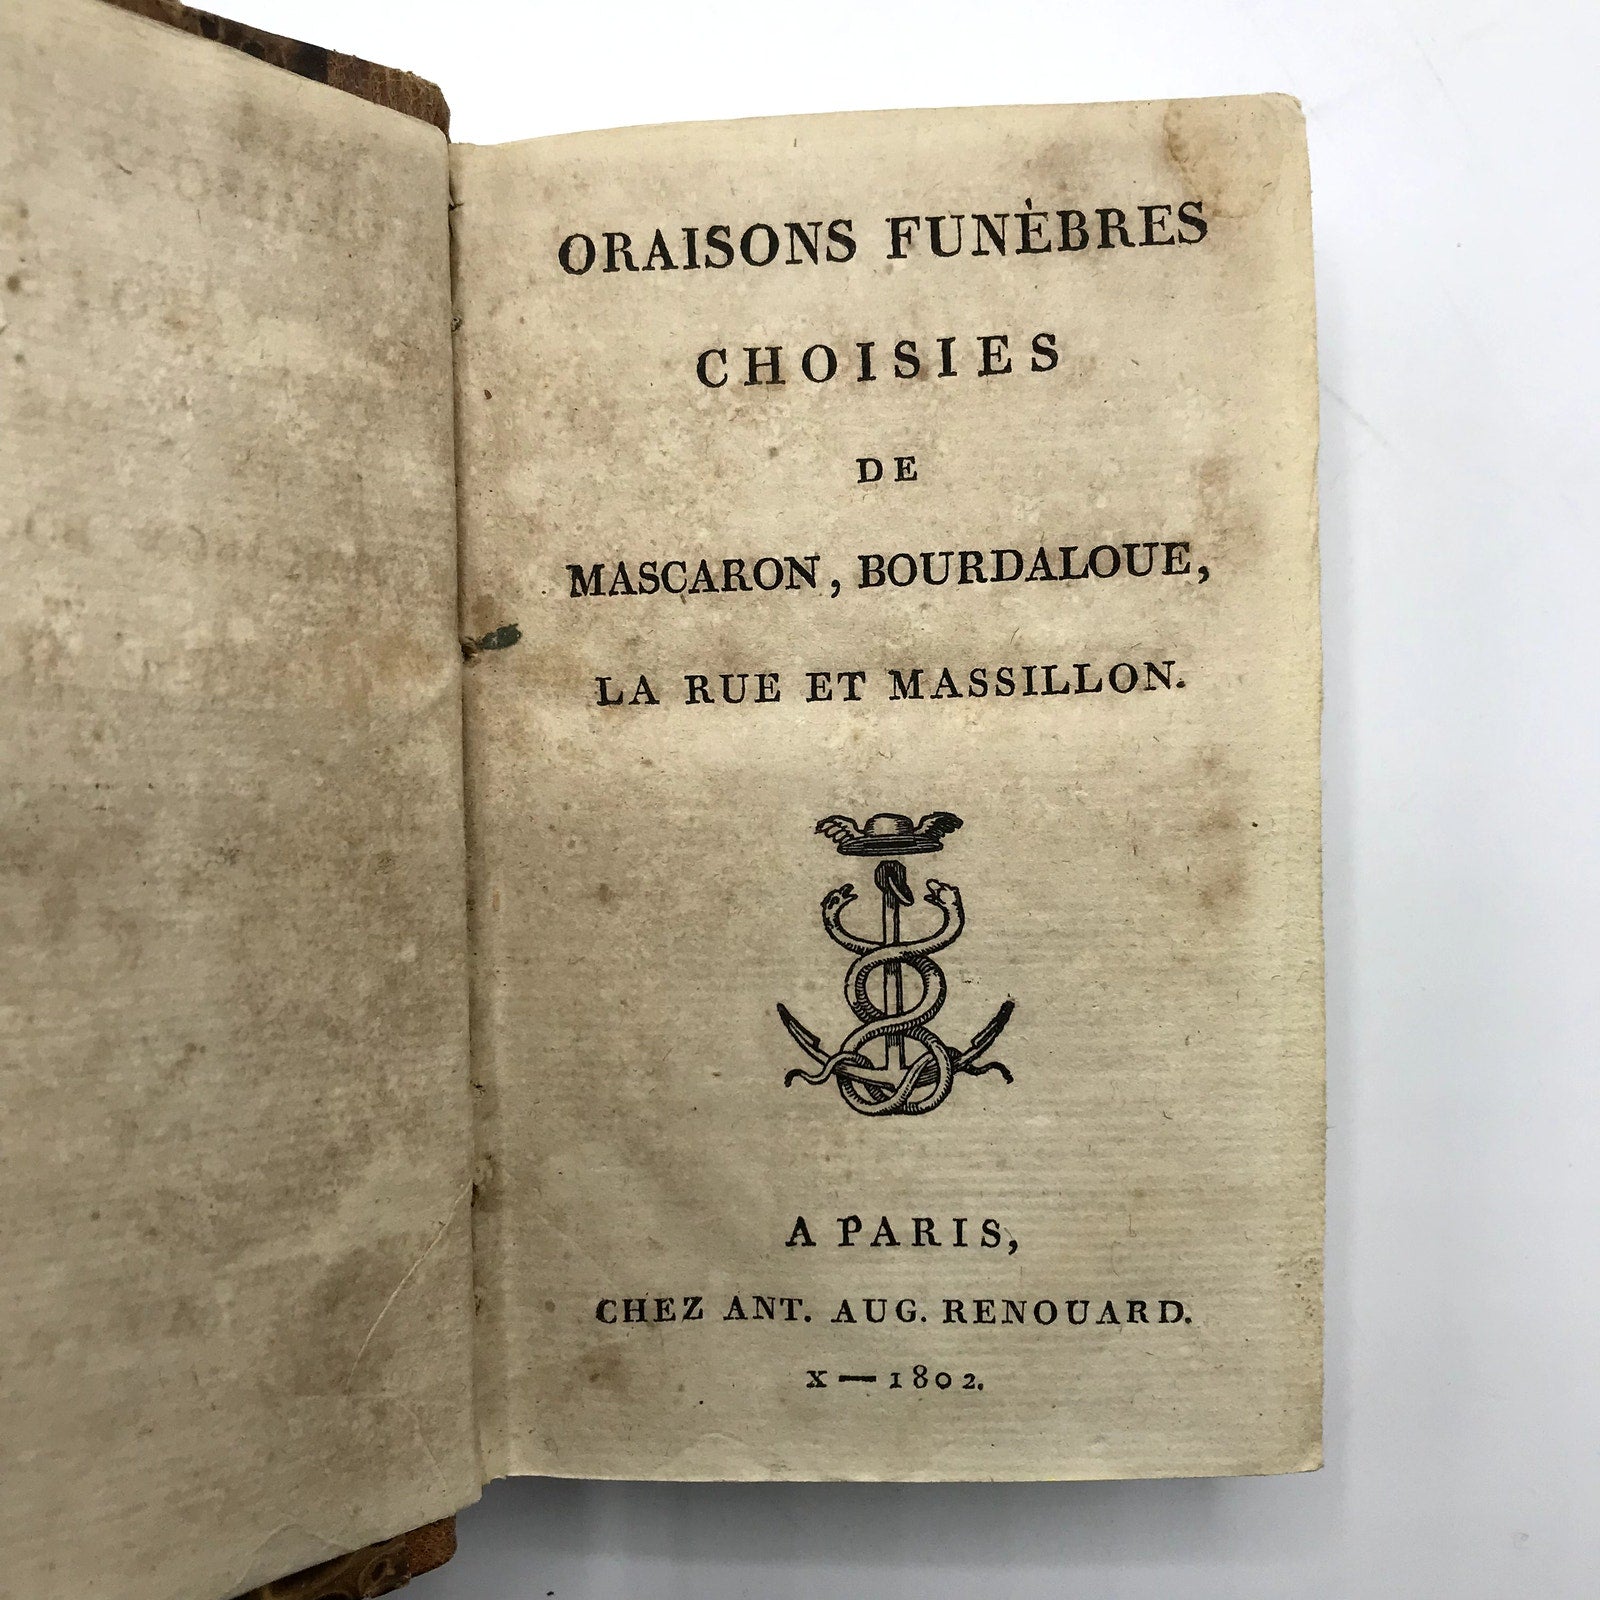 ORAISONS FUNÈBRES
CHOISIES
DE
MASCARON, BOURDALOUE,
LA RUE ET MASSILLON.
A PARIS,
CHEZ ANT. AUG. RENOUARD.
X — 1802.